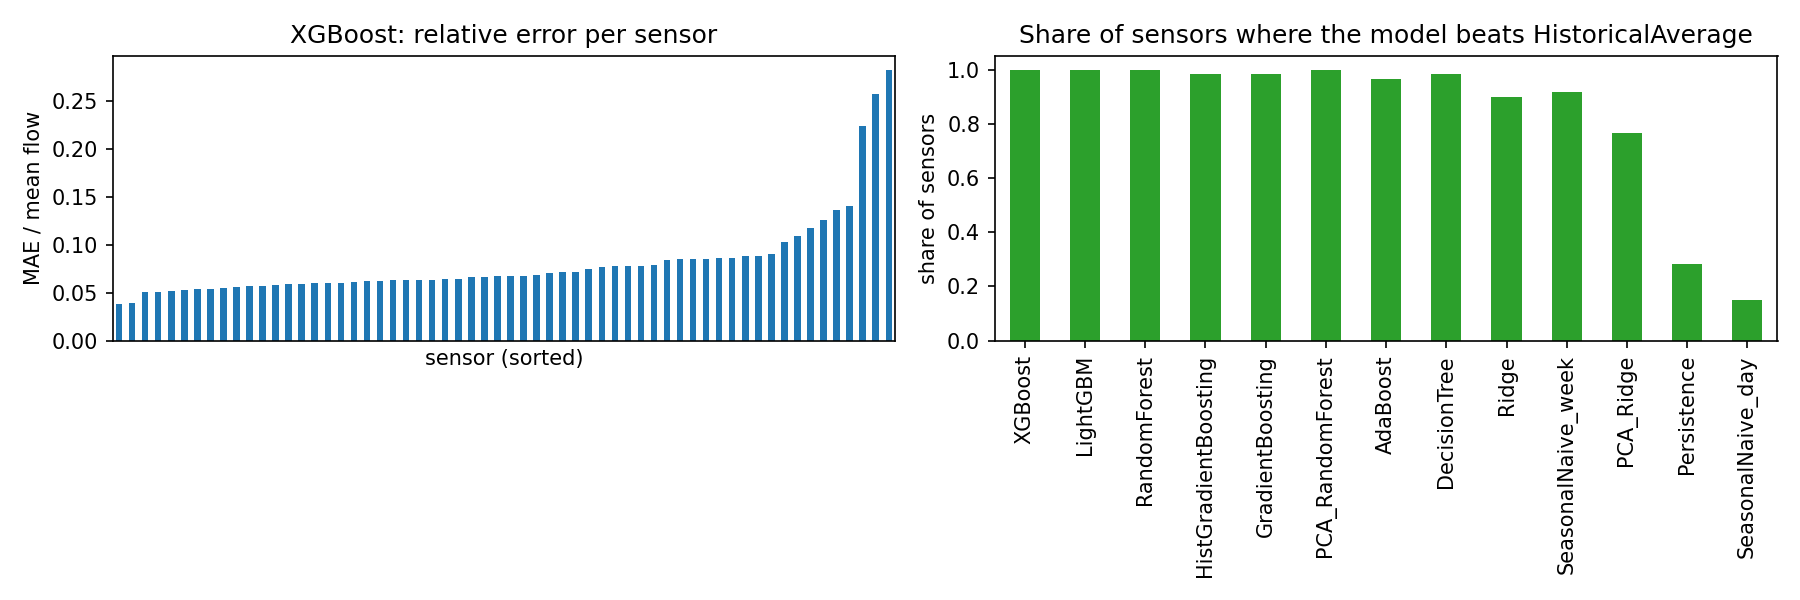 XGBoost: relative error per sensor
MAE / mean flow
0.25
0.20
0.15
0.10
0.05
0.00
sensor (sorted)
Share of sensors where the model beats HistoricalAverage
share of sensors
1.0
0.8
0.6
0.4
0.2
0.0
XGBoost
LightGBM
RandomForest
HistGradientBoosting
GradientBoosting
PCA_RandomForest
AdaBoost
DecisionTree
Ridge
SeasonalNaive_week
PCA_Ridge
Persistence
SeasonalNaive_day